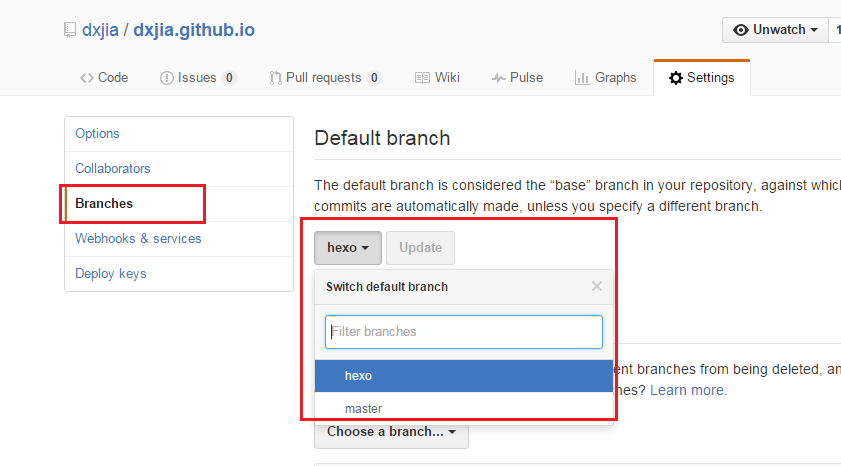 dxjia / dxjia.github.io
Unwatch
1
Code
Issues 0
Pull requests 0
Wiki
Pulse
Graphs
Settings
Options
Collaborators
Branches
Webhooks & services
Deploy keys
Default branch
The default branch is considered the “base” branch in your repository, against which
commits are automatically made, unless you specify a different branch.
hexo
Update
Switch default branch
Filter branches
hexo
master
ent branches from being deleted, an
hes? Learn more.
Choose a branch...